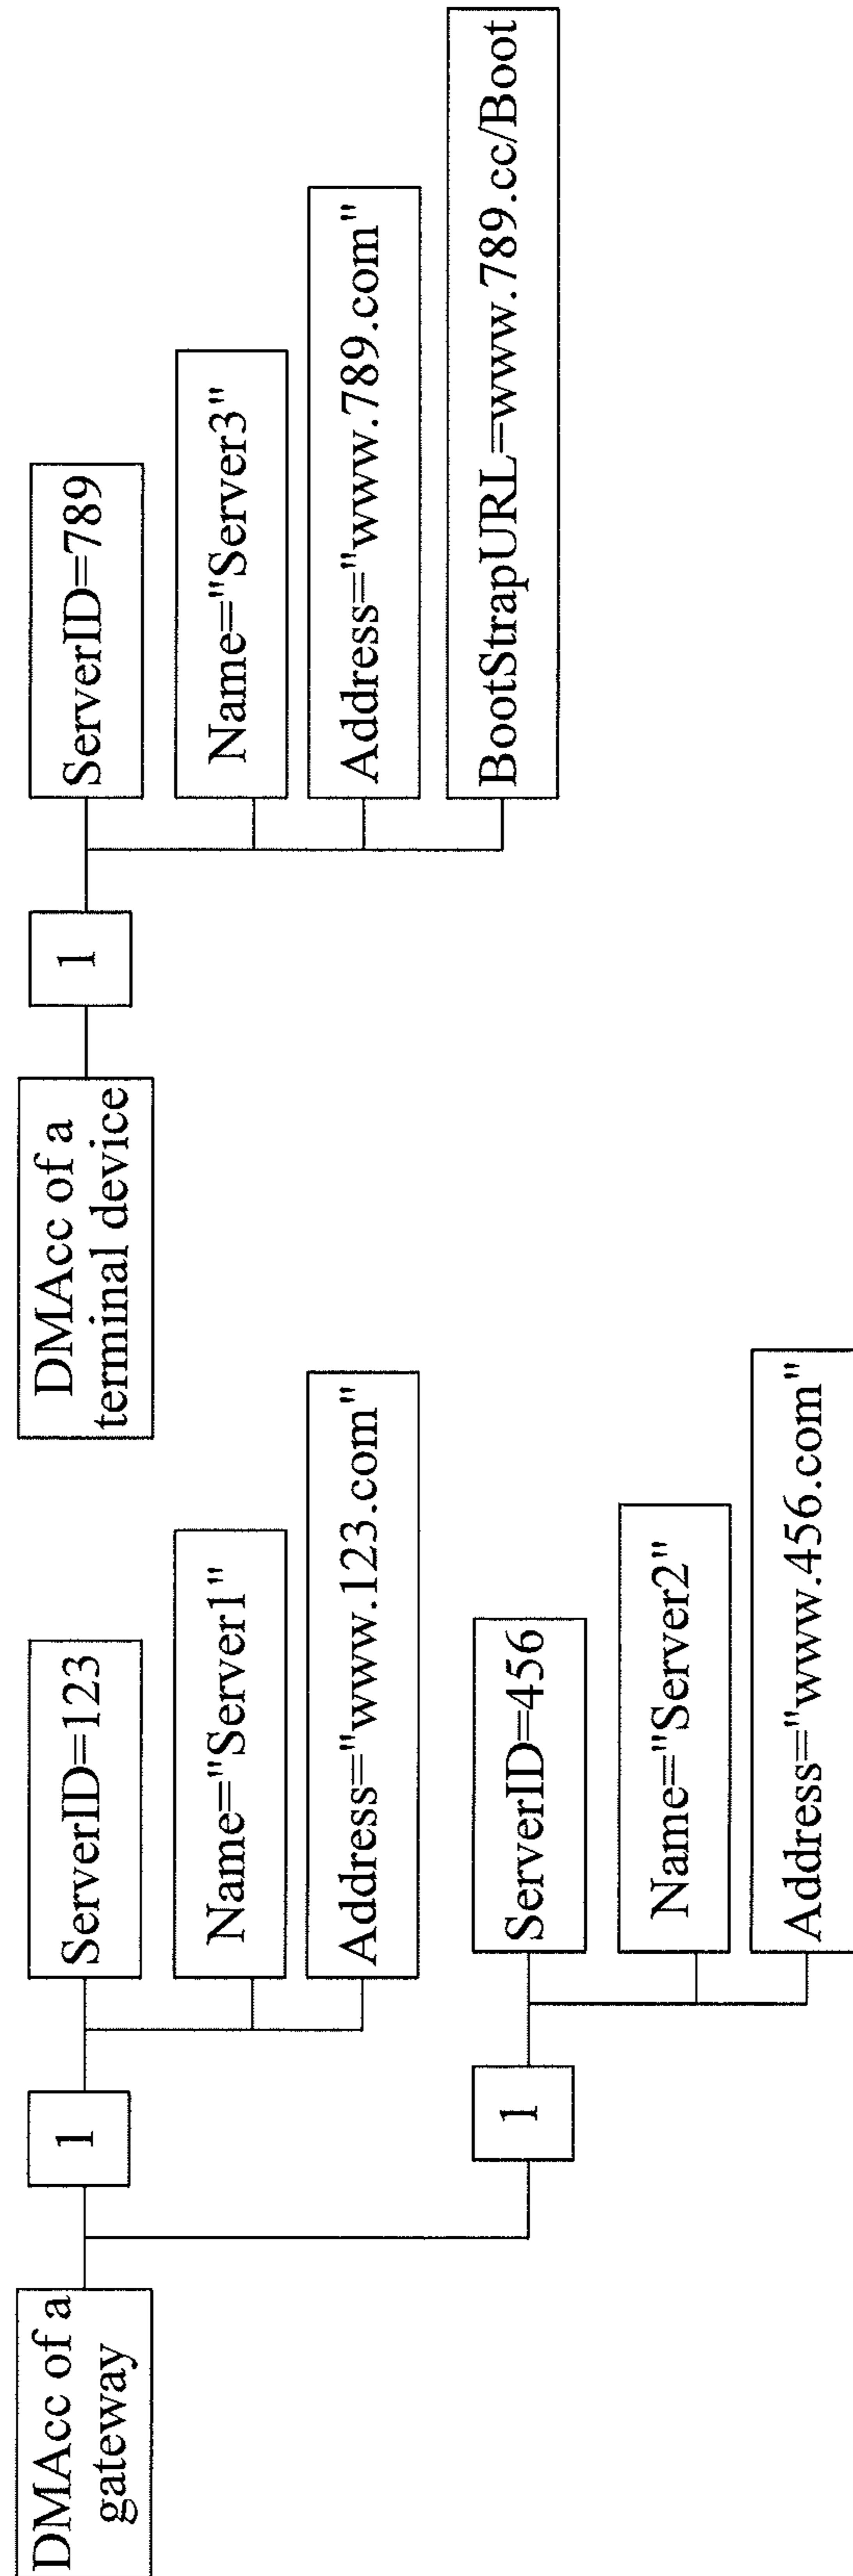 DMAcc of a
gateway
1
ServerID=123
Name="Server1"
Address="www.123.com"
1
ServerID=456
Name="Server2"
Address="www.456.com"
DMAcc of a
terminal device
1
ServerID=789
Name="Server3"
Address="www.789.com"
BootStrapURL=www.789.cc/Boot